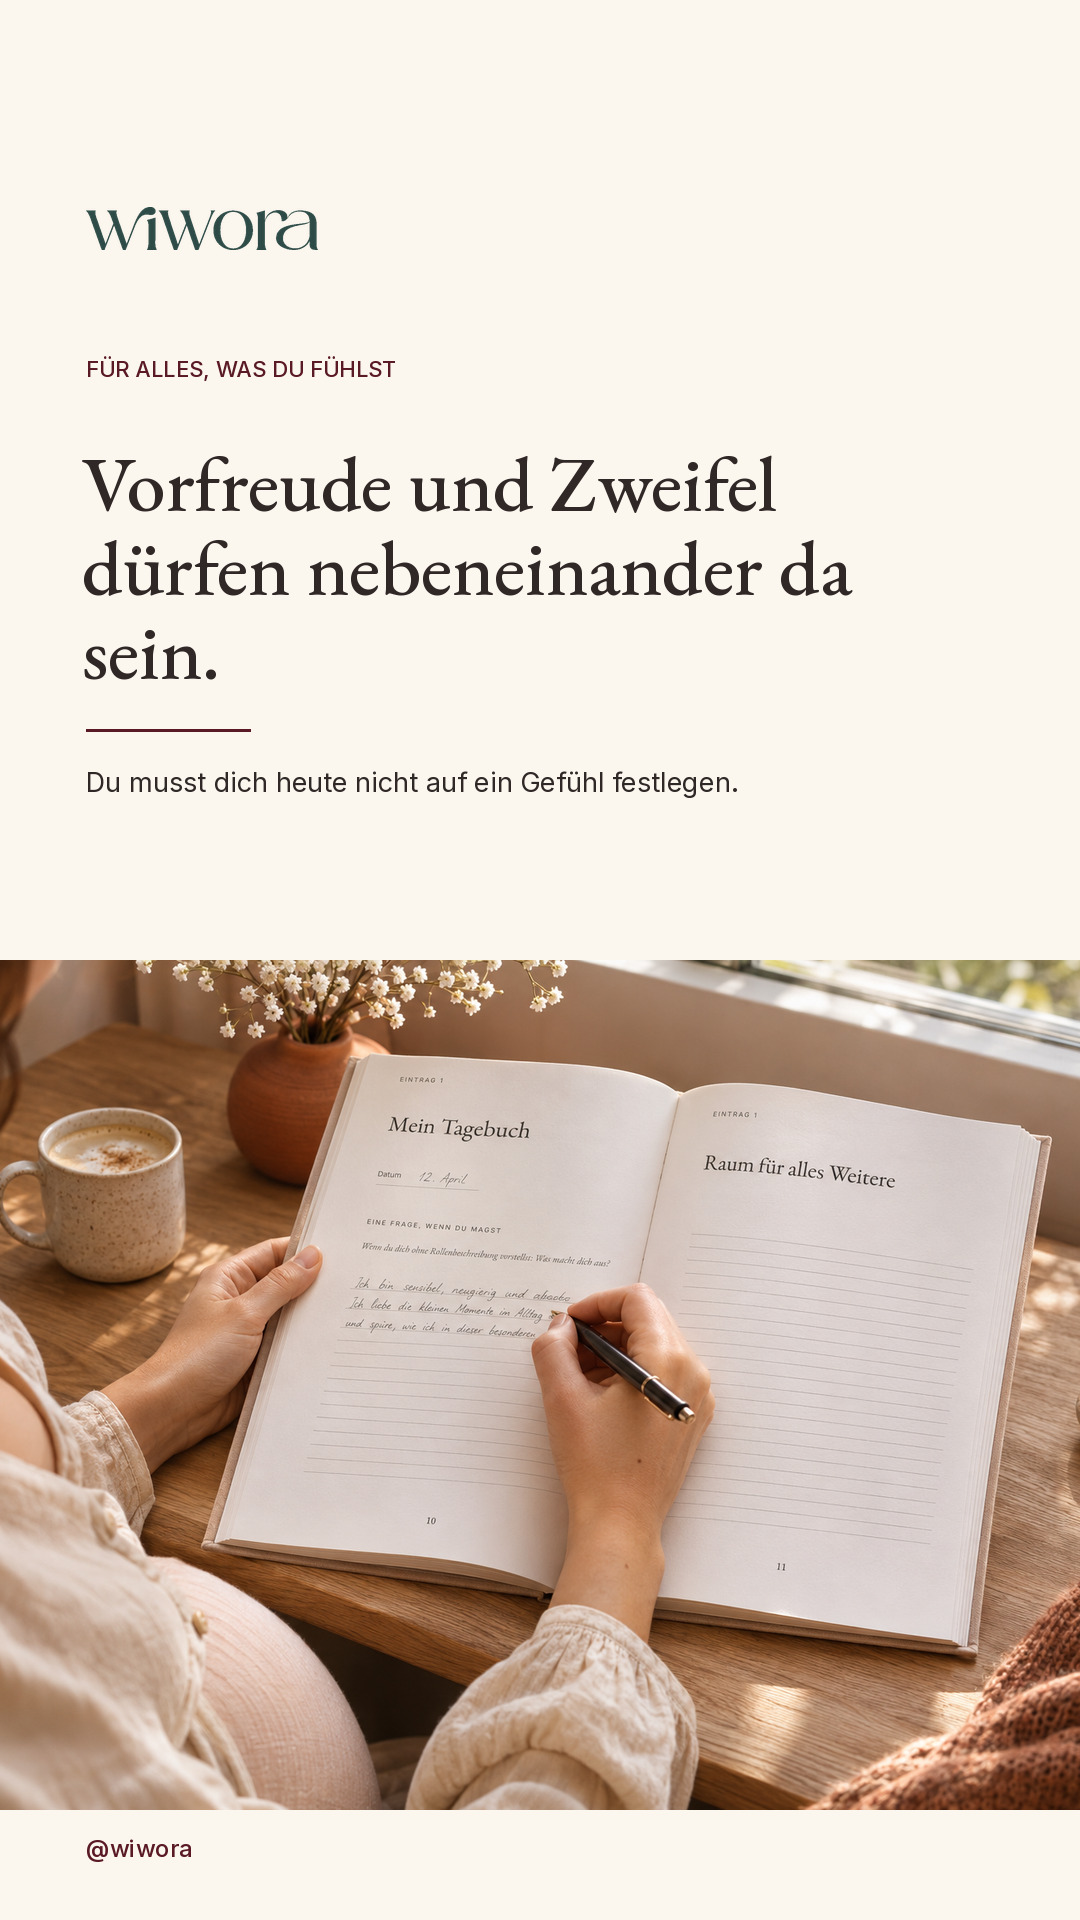 wiwora
FÜR ALLES, WAS DU FÜHLST
Vorfreude und Zweifel
dürfen nebeneinander da
sein.
Du musst dich heute nicht auf ein Gefühl festlegen.
EINTRAG 1
Mein Tagebuch
Datum 12. April
EINE FRAGE, WENN DU MAGST
Wenn du dich ohne Rollenbeschreibung vorstellst: Was macht dich aus?
Ich bin sensibel, neugierig und
Ich liebe die kleinen Momente im Alltag
und spüre, wie ich in dieser besonderen
10
EINTRAG 1
Raum für alles Weitere
11
@wiwora